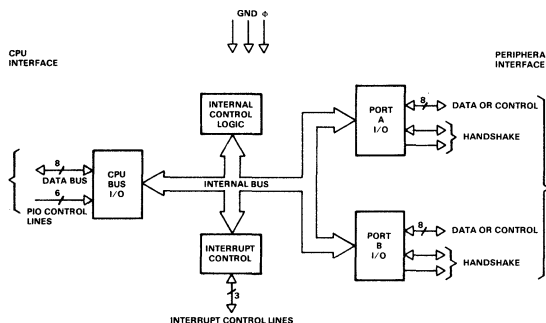 GND Φ
CPU
INTERFACE
PERIPHERA
INTERFACE
INTERNAL
CONTROL
LOGIC
PORT
A
I/O
8
DATA OR CONTROL
HANDSHAKE
8
DATA BUS
6
PIO CONTROL
LINES
CPU
BUS
I/O
INTERNAL BUS
INTERRUPT
CONTROL
3
INTERRUPT CONTROL LINES
PORT
B
I/O
8
DATA OR CONTROL
HANDSHAKE